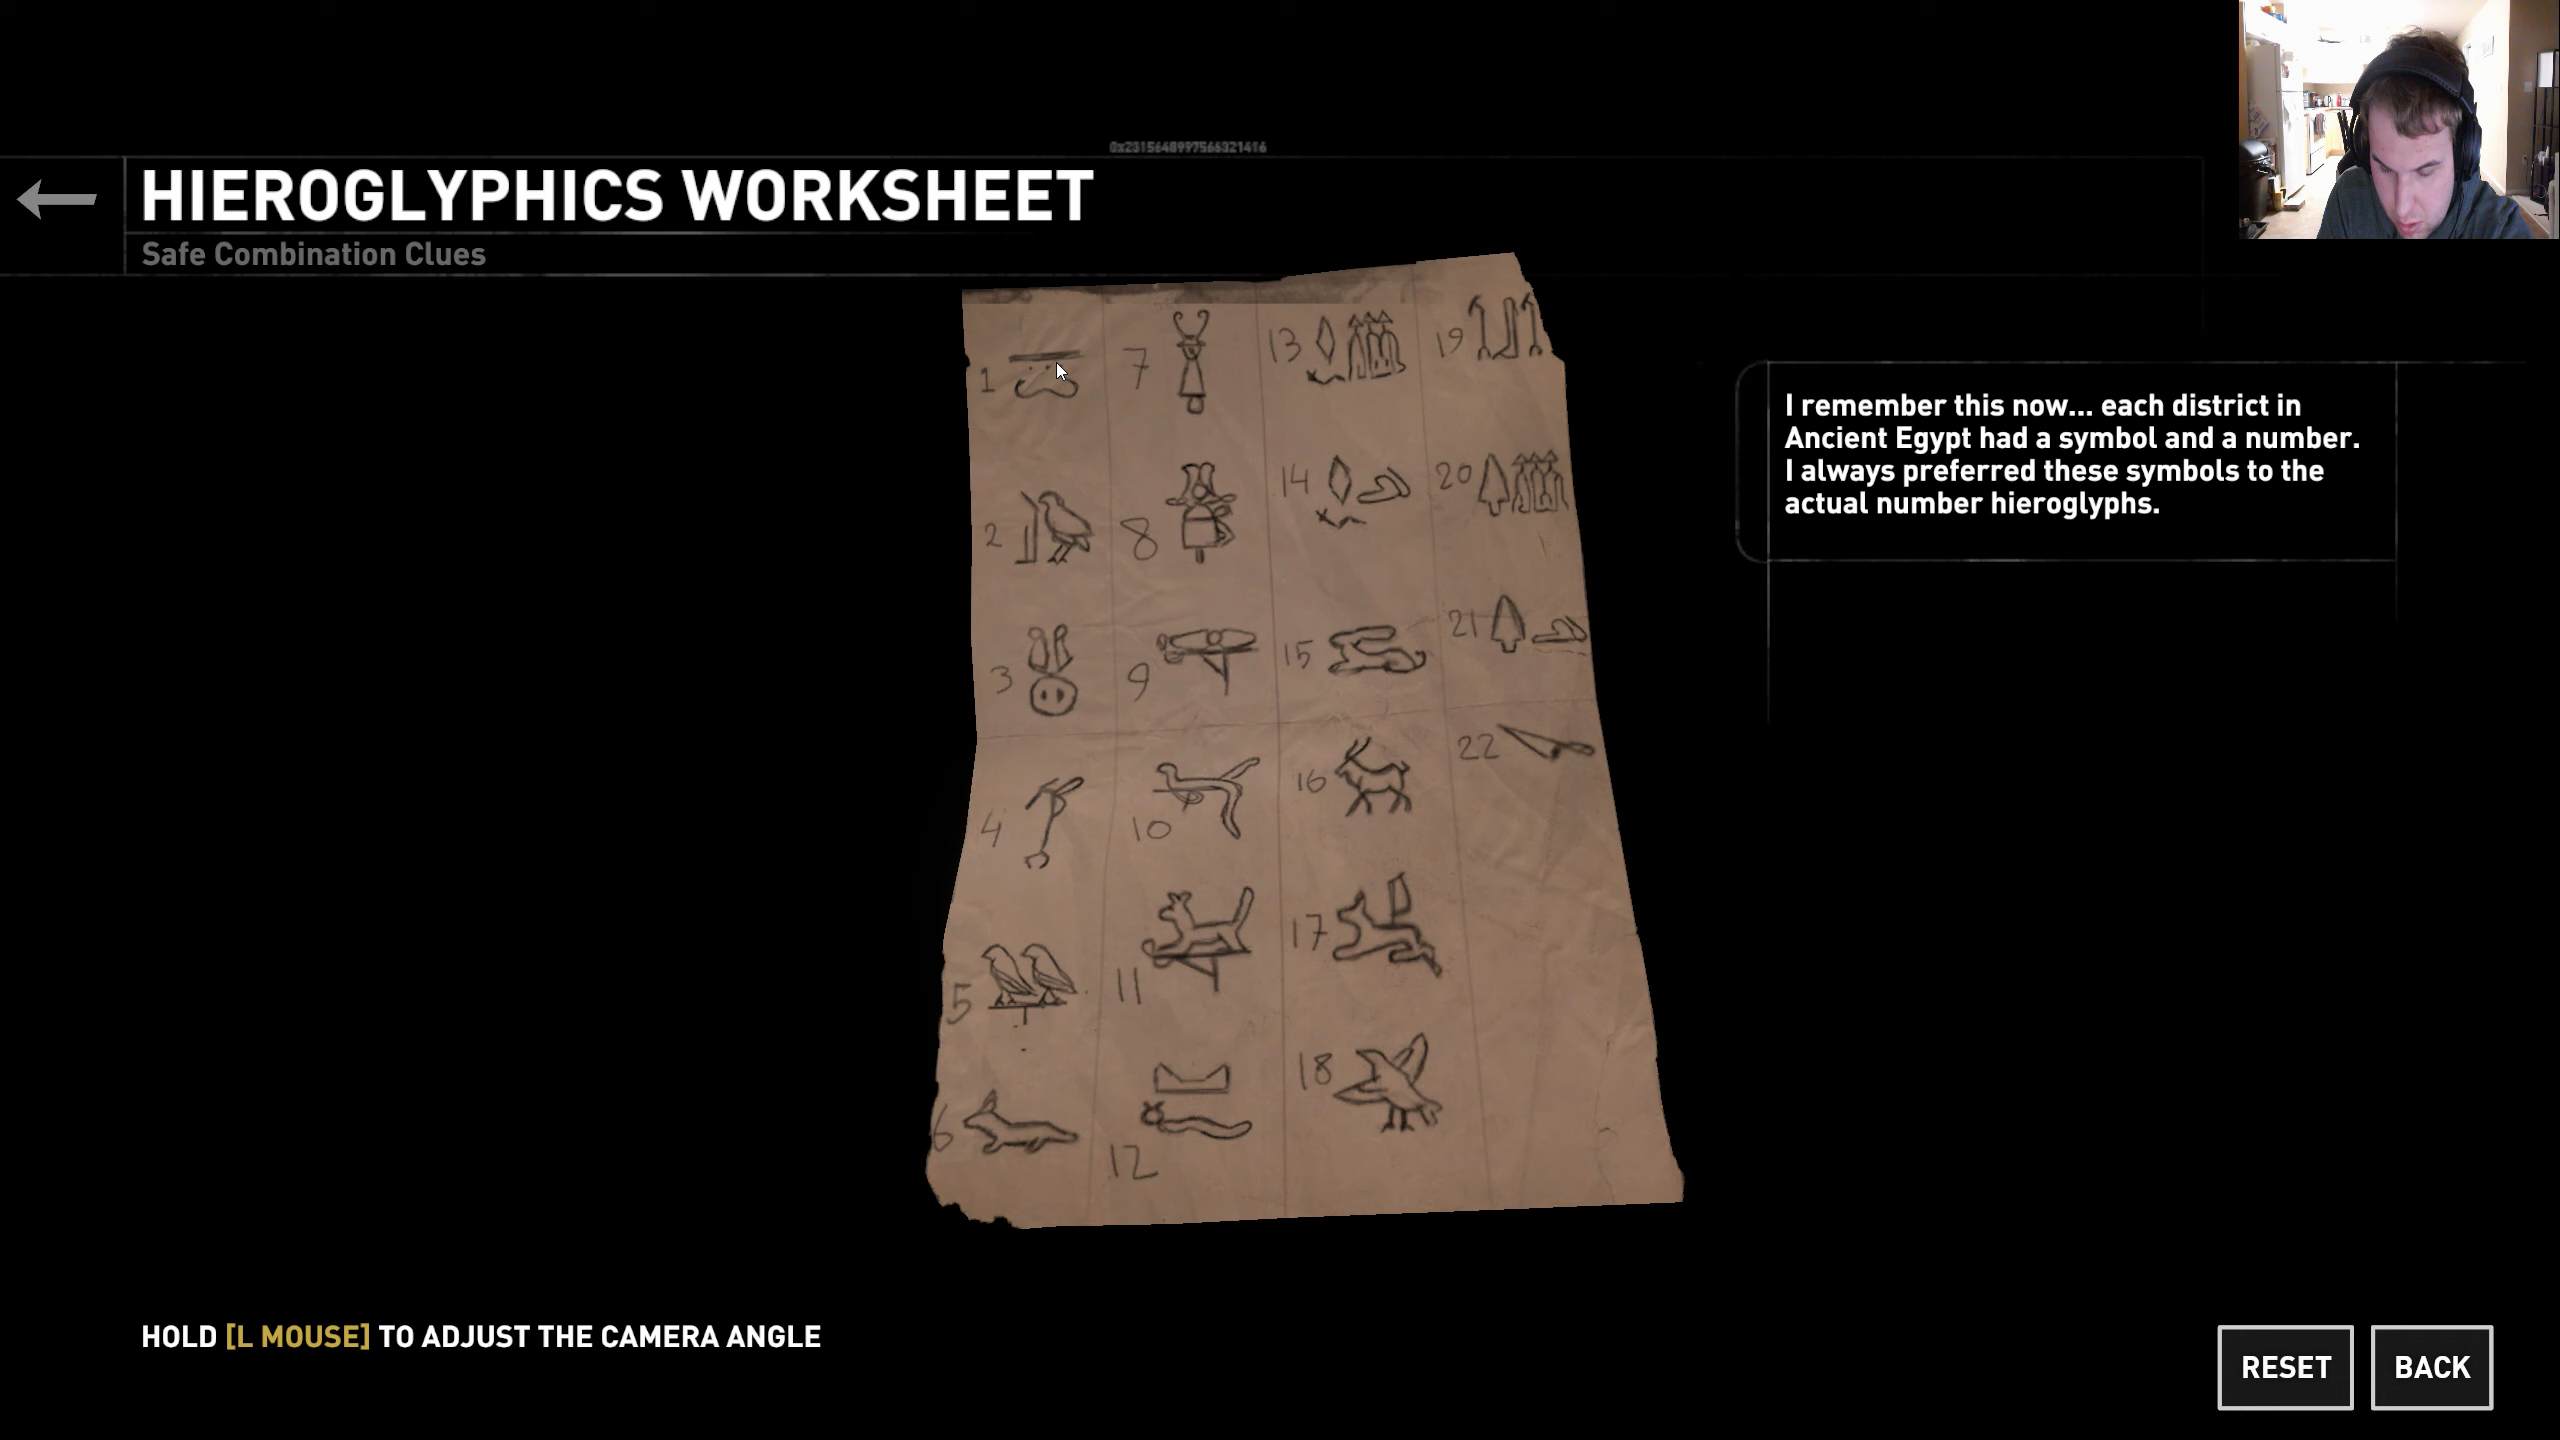 0x2315648997566321416
HIEROGLYPHICS WORKSHEET
Safe Combination Clues
1
2
3
4
5
6
7
8
9
10
11
12
13
14
15
16
17
18
19
20
21
22
I remember this now... each district in
Ancient Egypt had a symbol and a number.
I always preferred these symbols to the
actual number hieroglyphs.
HOLD [L MOUSE] TO ADJUST THE CAMERA ANGLE
RESET
BACK